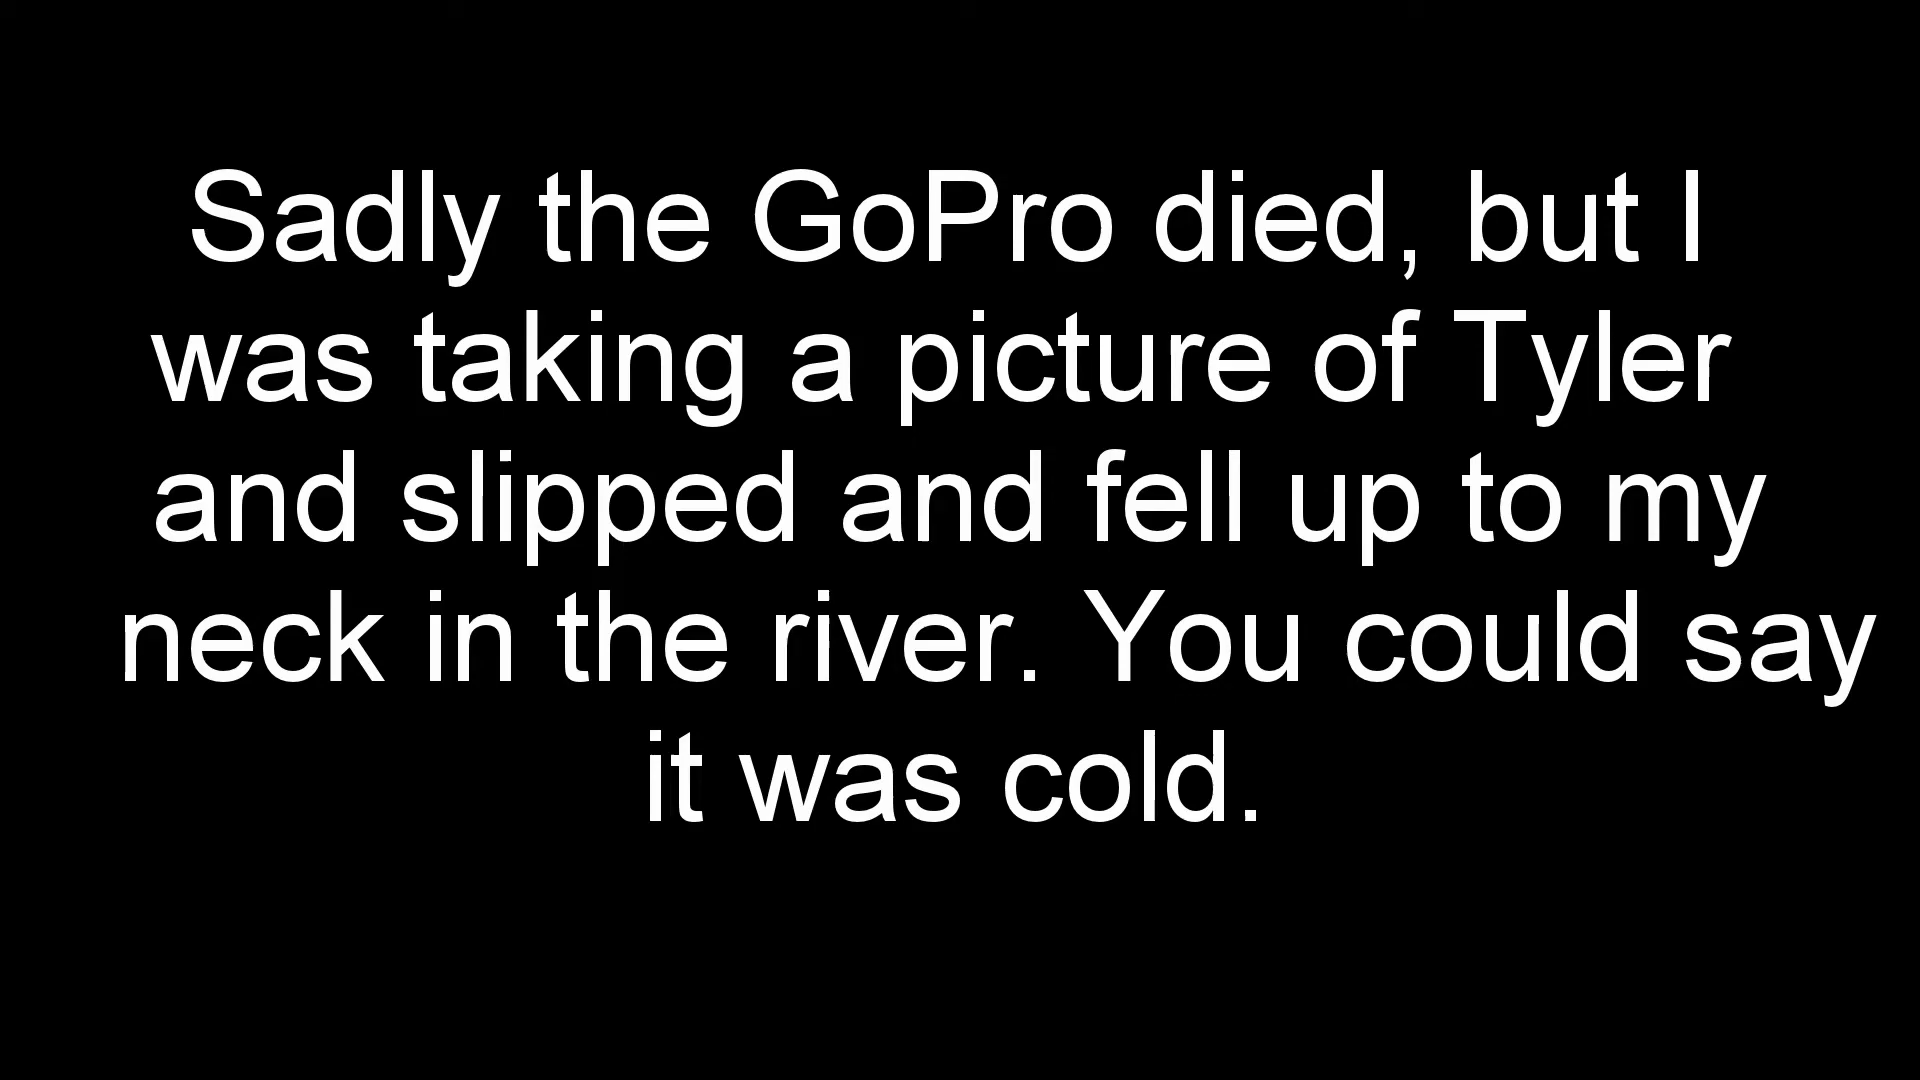 Sadly the GoPro died, but I
was taking a picture of Tyler
and slipped and fell up to my
neck in the river. You could say
it was cold.